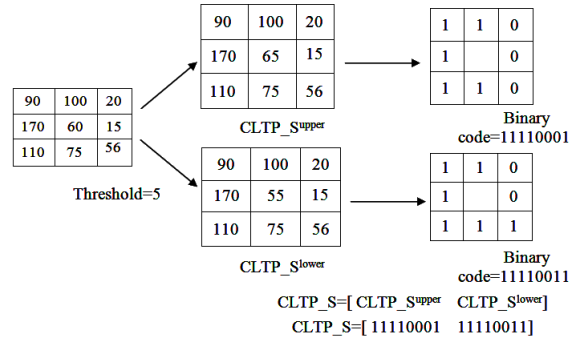 90 100 20
170 60 15
110 75 56
Threshold=5
90 100 20
170 65 15
110 75 56
CLTP_Supper
1 1 0
1 0
1 1 0
Binary
code=11110001
90 100 20
170 55 15
110 75 56
CLTP_Slower
1 1 0
1 0
1 1 1
Binary
code=11110011
CLTP_S=[ CLTP_Supper CLTP_Slower]
CLTP_S=[ 11110001 11110011]